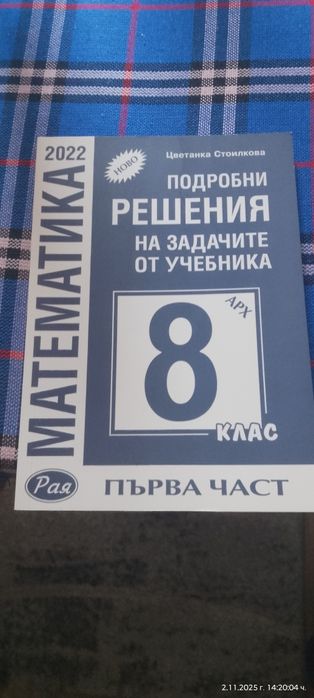 2022
МАТЕМАТИКА
НОВО
Цветанка Стоилкова
ПОДРОБНИ
РЕШЕНИЯ
НА ЗАДАЧИТЕ
ОТ УЧЕБНИКА
АРХ
8
КЛАС
Рая
ПЪРВА ЧАСТ
2.11.2025 г. 14:20:04 ч.